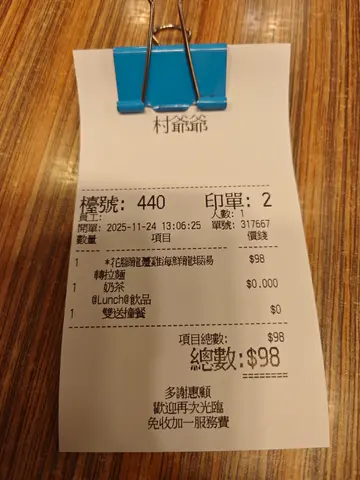 村爺爺
檯號: 440 印單: 2
員工: 人數: 1
開單: 2025-11-24 13:06:25 單號: 317667
數量 項目 價錢
1 *花膠 雞海鮮 湯 $98
轉拉麵
1 奶茶 $0.000
@Lunch@飲品
1 雙送撞餐 $0
項目總數: $98
總數:$98
多謝惠顧
歡迎再次光臨
免收加一服務費